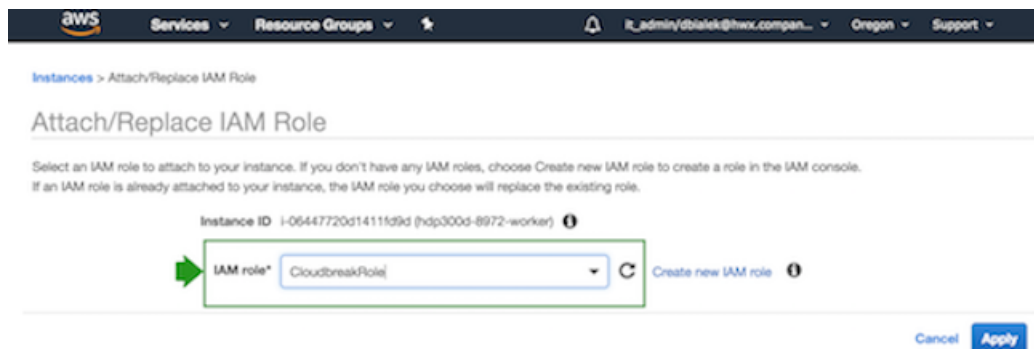 aws Services Resource Groups it_admin/dbialek@hwx.compan... Oregon Support
Instances > Attach/Replace IAM Role
Attach/Replace IAM Role
Select an IAM role to attach to your instance. If you don't have any IAM roles, choose Create new IAM role to create a role in the IAM console.
If an IAM role is already attached to your instance, the IAM role you choose will replace the existing role.
Instance ID i-06447720d1411fd9d (hdp300d-8972-worker)
IAM role* CloudbreakRole Create new IAM role
Cancel Apply